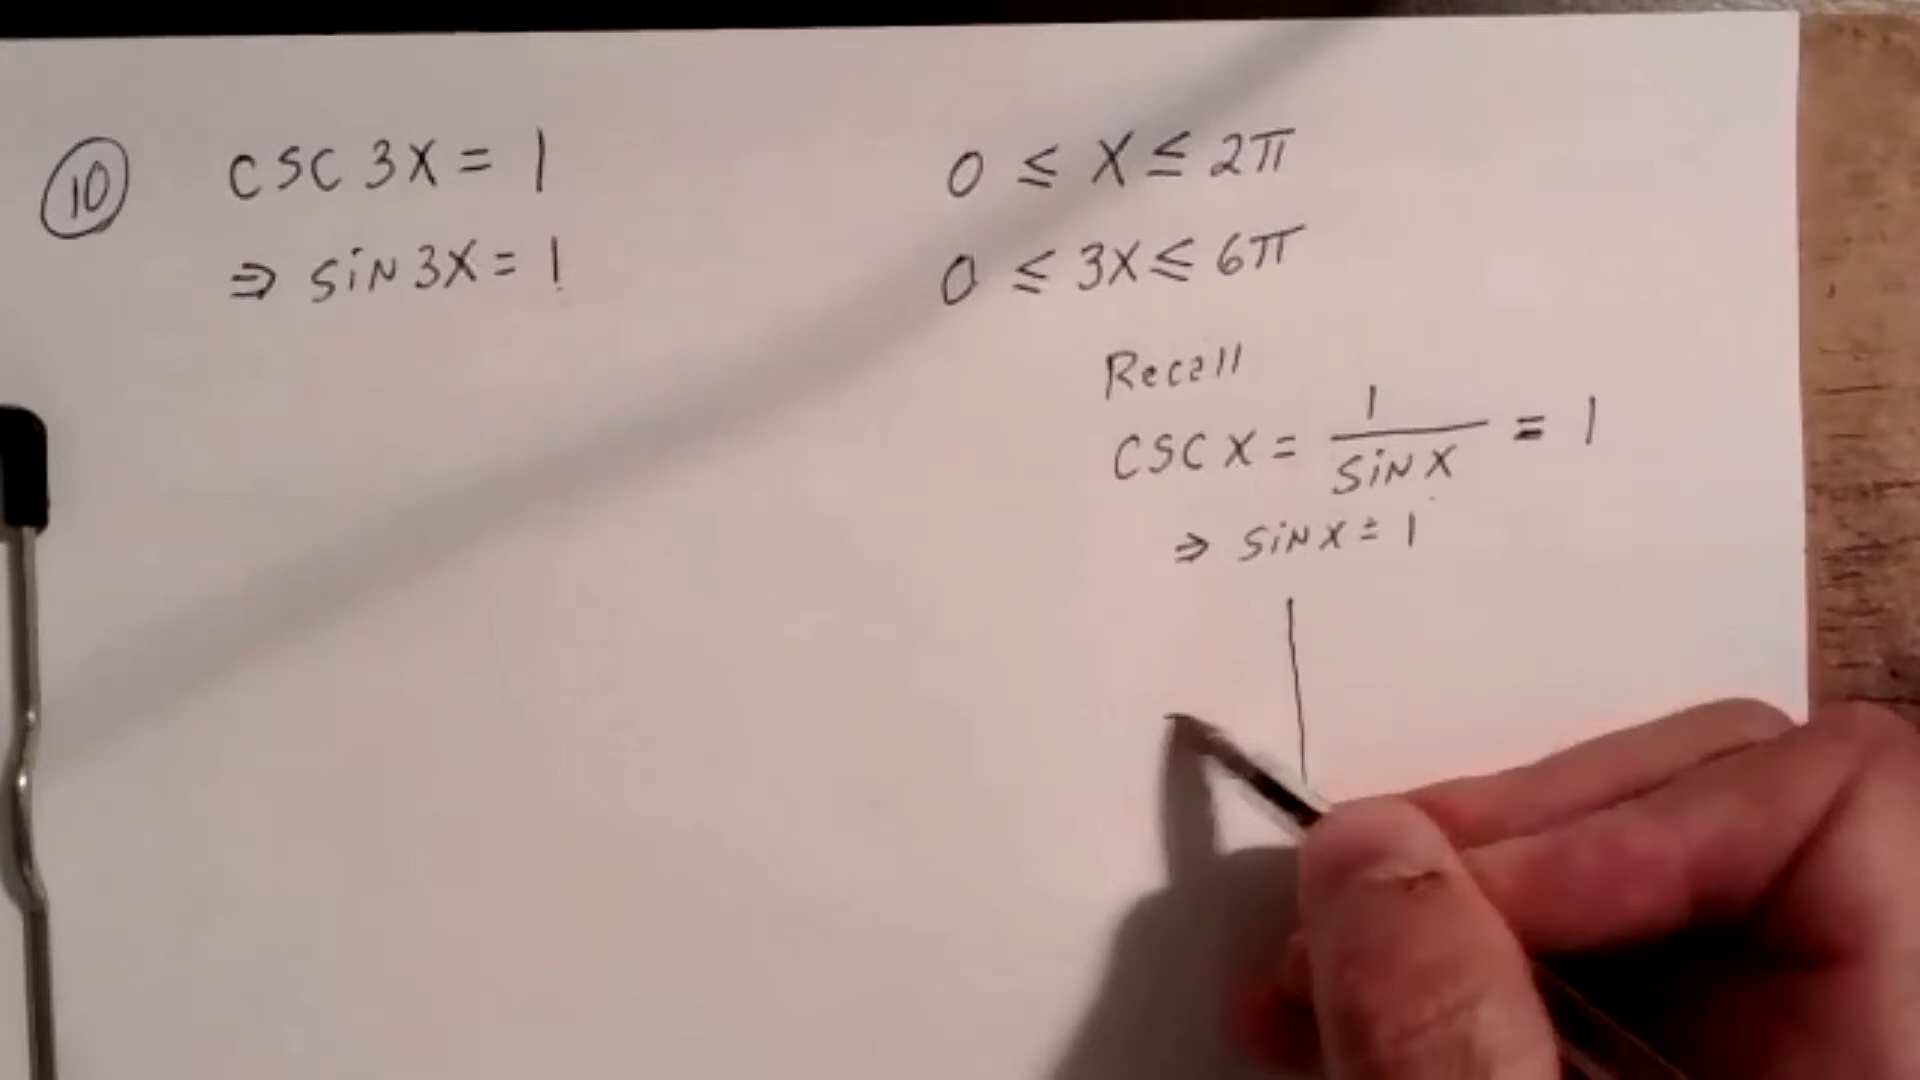 10 CSC 3X = 1
⇒ SiN 3X = 1
0 ≤ X ≤ 2π
0 ≤ 3X ≤ 6π
Recall
CSC X = 1/SiN X = 1
⇒ SiN X = 1